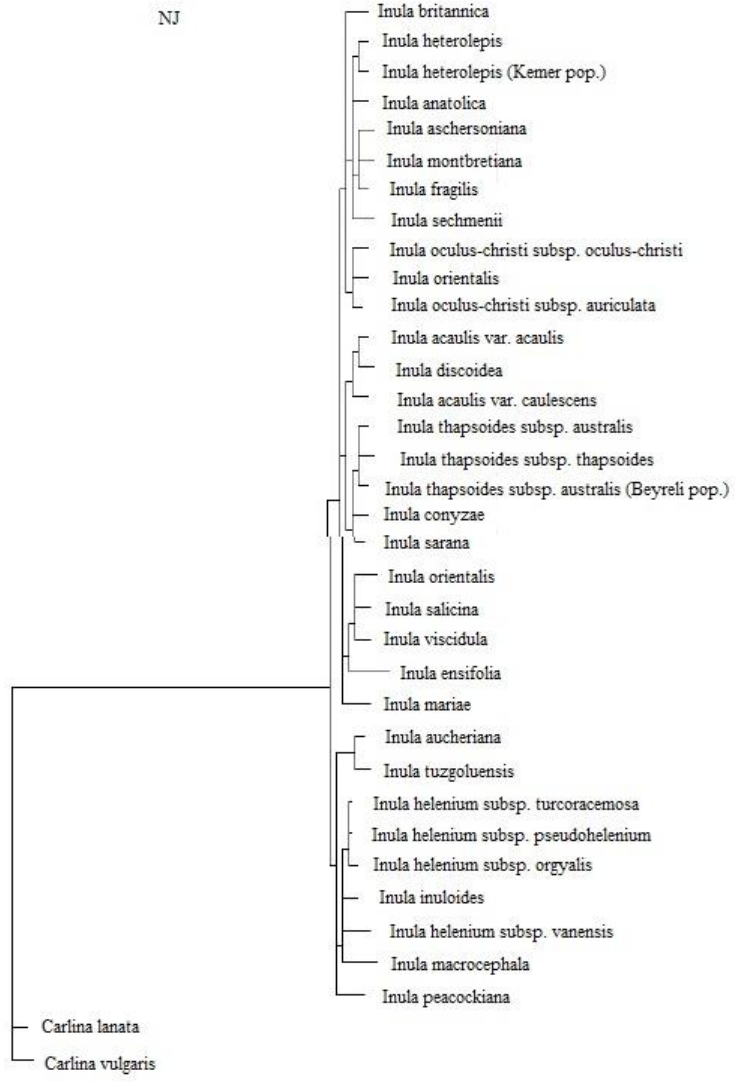 NJ
Inula britannica
Inula heterolepis
Inula heterolepis (Kemer pop.)
Inula anatolica
Inula aschersoniana
Inula montbretiana
Inula fragilis
Inula sechmenii
Inula oculus-christi subsp. oculus-christi
Inula orientalis
Inula oculus-christi subsp. auriculata
Inula acaulis var. acaulis
Inula discoidea
Inula acaulis var. caulescens
Inula thapsoides subsp. australis
Inula thapsoides subsp. thapsoides
Inula thapsoides subsp. australis (Beyreli pop.)
Inula conyzae
Inula sarana
Inula orientalis
Inula salicina
Inula viscidula
Inula ensifolia
Inula mariae
Inula aucheriana
Inula tuzgoluensis
Inula helenium subsp. turcoracemosa
Inula helenium subsp. pseudohelenium
Inula helenium subsp. orgyalis
Inula inuloides
Inula helenium subsp. vanensis
Inula macrocephala
Inula peacockiana
Carlina lanata
Carlina vulgaris